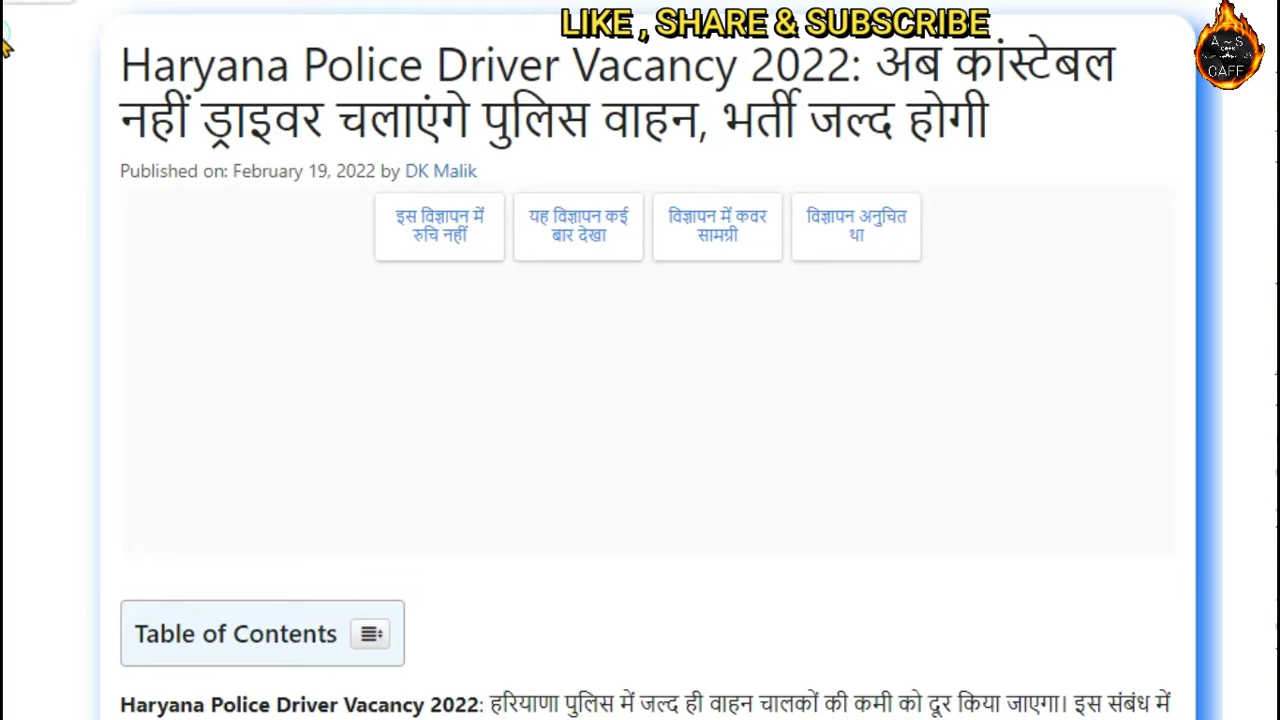 LIKE , SHARE & SUBSCRIBE
A ~ S
CAFF
Haryana Police Driver Vacancy 2022: अब कांस्टेबल
नहीं ड्राइवर चलाएंगे पुलिस वाहन, भर्ती जल्द होगी
Published on: February 19, 2022 by DK Malik
इस विज्ञापन में
रुचि नहीं
यह विज्ञापन कई
बार देखा
विज्ञापन में कवर
सामग्री
विज्ञापन अनुचित
था
Table of Contents
Haryana Police Driver Vacancy 2022: हरियाणा पुलिस में जल्द ही वाहन चालकों की कमी को दूर किया जाएगा। इस संबंध में